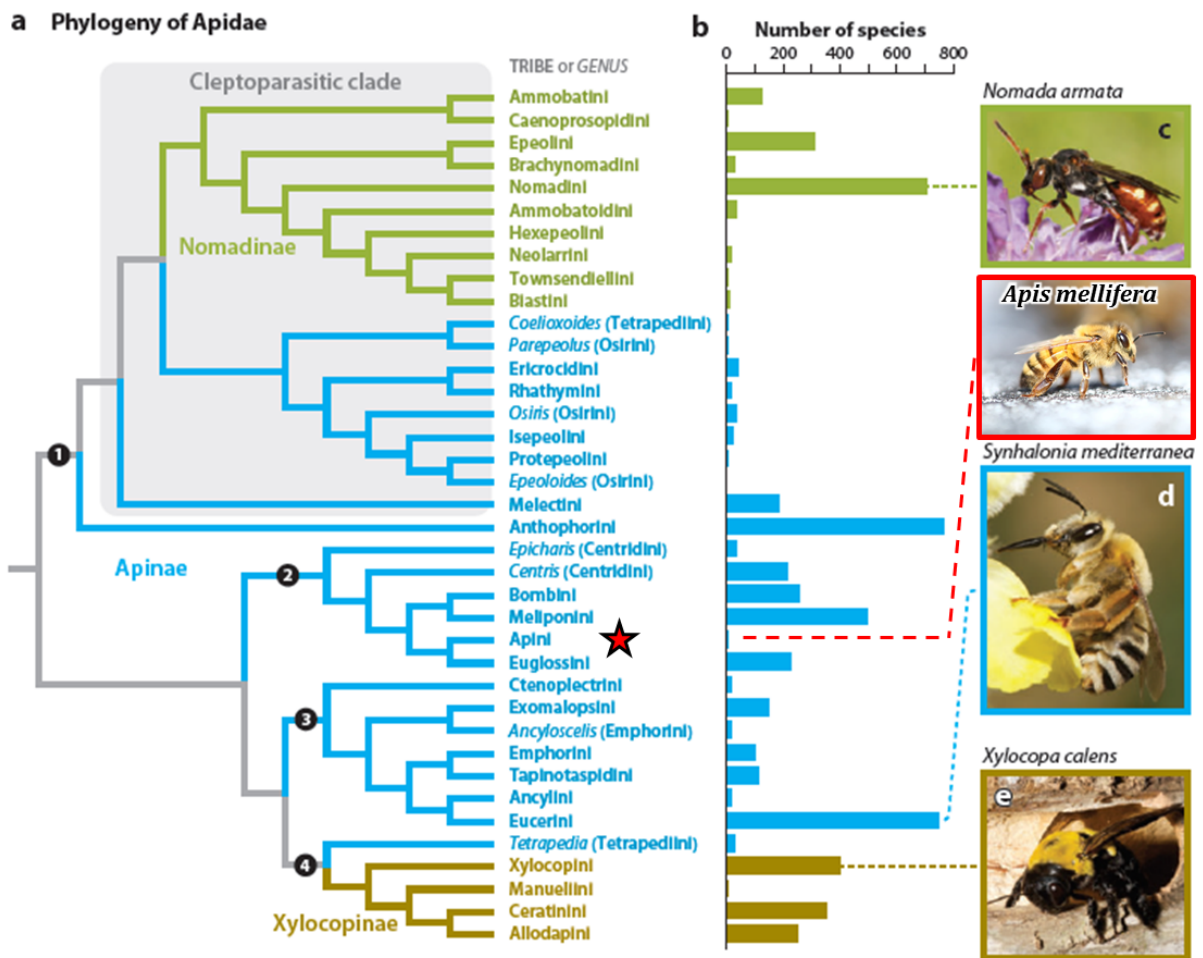 a Phylogeny of Apidae
b Number of species
0 200 400 600 800
TRIBE or GENUS
Cleptoparasitic clade
Ammobatini
Caenoprosopidini
Epeolini
Brachynomadini
Nomadini
Ammobatoidini
Hexepeolini
Nomadinae
Neolarrini
Townsendiellini
Biastini
Coelioxoides (Tetrapediini)
Parepeolus (Osirini)
Ericrocidini
Rhathymini
Osiris (Osirini)
Isepeolini
1
Protepeolini
Epeoloides (Osirini)
Melectini
Anthophorini
Apinae
2
Epicharis (Centridini)
Centris (Centridini)
Bombini
Meliponini
Apini
Euglossini
Ctenoplectrini
3
Exomalopsini
Ancyloscelis (Emphorini)
Emphorini
Tapinotaspidini
Ancylini
Eucerini
4
Tetrapedia (Tetrapediini)
Xylocopini
Manueliini
Ceratinini
Xylocopinae
Allodapini
Nomada armata
c
Apis mellifera
Synhalonia mediterranea
d
Xylocopa calens
e